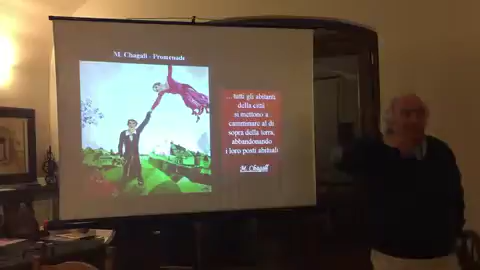 M. Chagall - Promenade
... tutti gli abitanti
della città
si mettono a
camminare al di
sopra della terra,
abbandonando
i loro posti abituali
M. Chagall